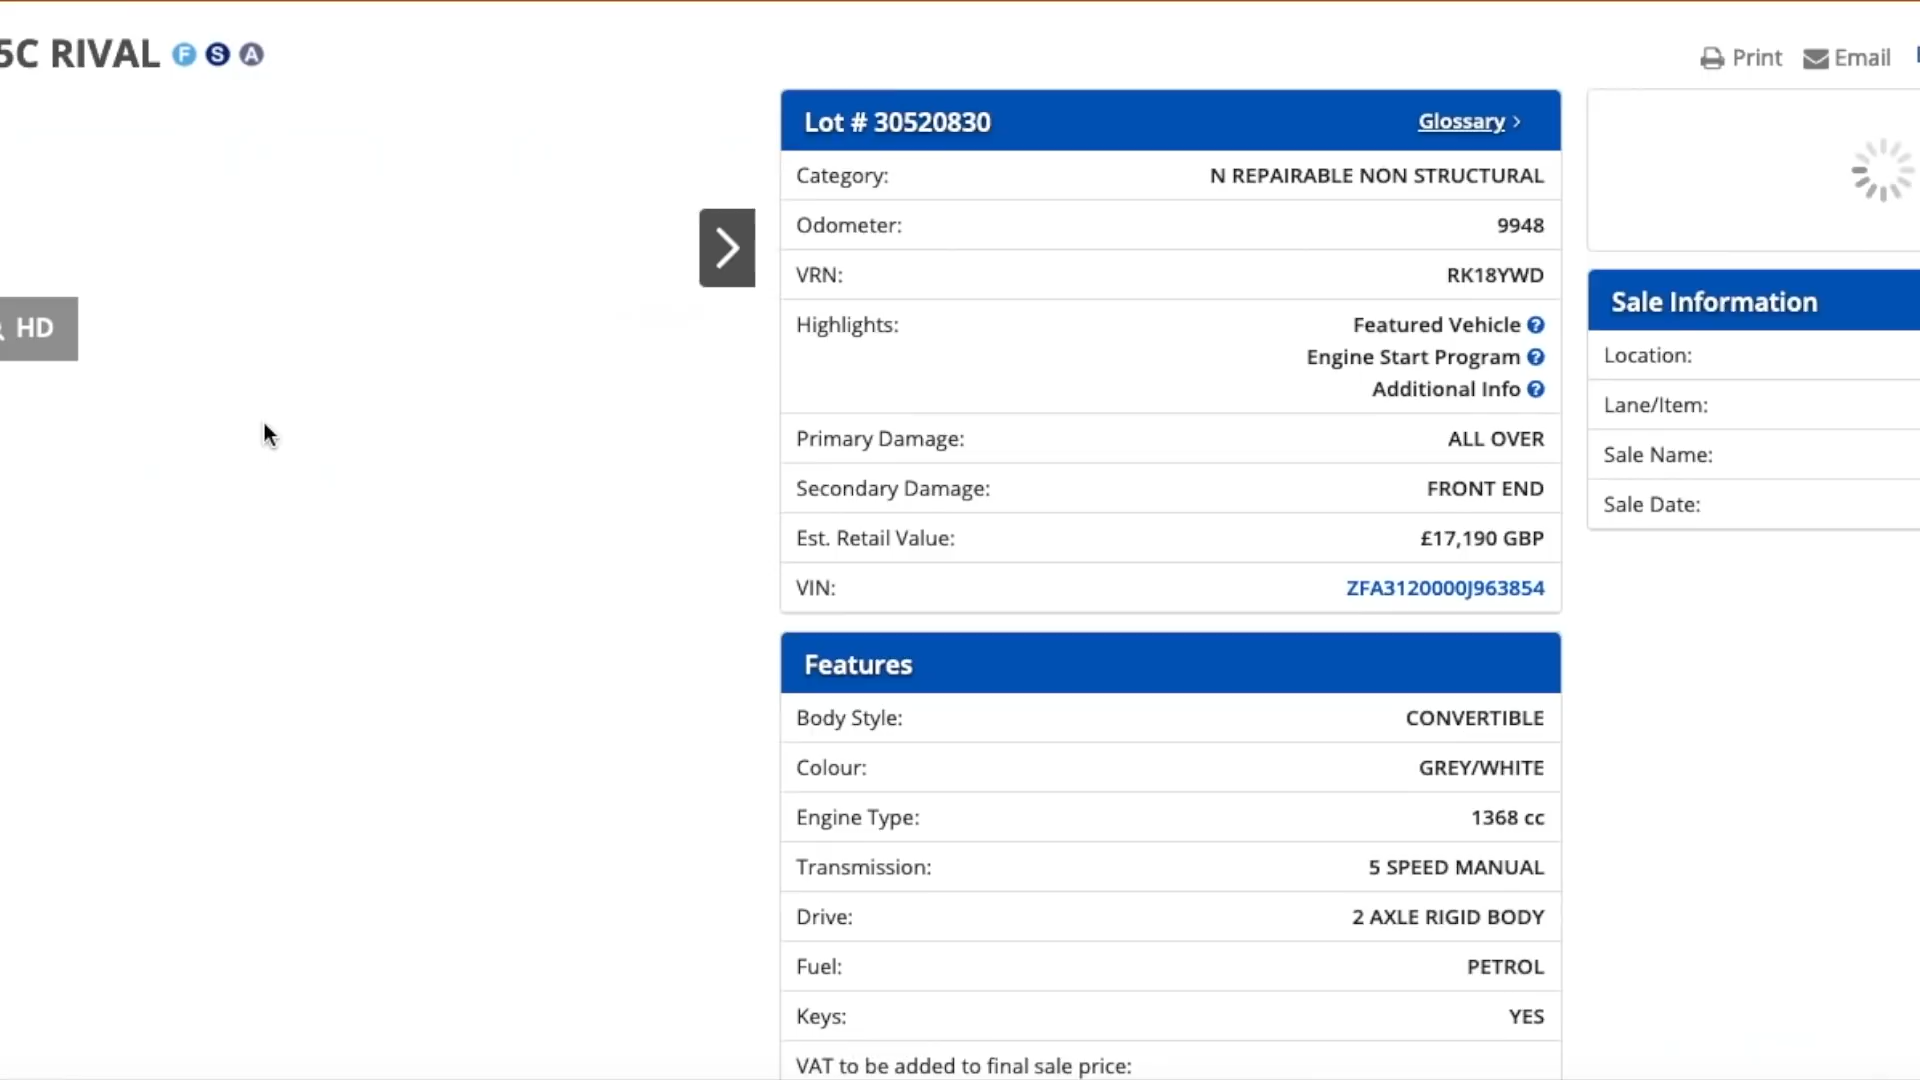 5C RIVAL F S A
Print Email
Lot # 30520830 Glossary >
Category: N REPAIRABLE NON STRUCTURAL
Odometer: 9948
VRN: RK18YWD
Highlights: Featured Vehicle ?
Engine Start Program ?
Additional Info ?
Primary Damage: ALL OVER
Secondary Damage: FRONT END
Est. Retail Value: £17,190 GBP
VIN: ZFA3120000J963854
HD
Features
Body Style: CONVERTIBLE
Colour: GREY/WHITE
Engine Type: 1368 cc
Transmission: 5 SPEED MANUAL
Drive: 2 AXLE RIGID BODY
Fuel: PETROL
Keys: YES
VAT to be added to final sale price:
Sale Information
Location:
Lane/Item:
Sale Name:
Sale Date: